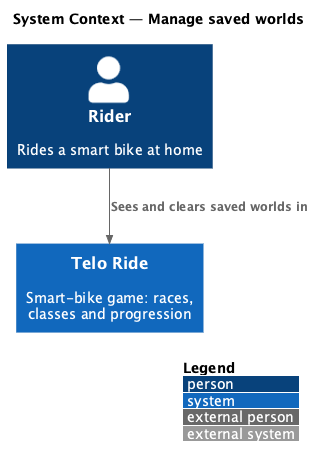 System Context — Manage saved worlds
Rider
Rides a smart bike at home
Sees and clears saved worlds in
Telo Ride
Smart-bike game: races,
classes and progression
Legend
person
system
external person
external system